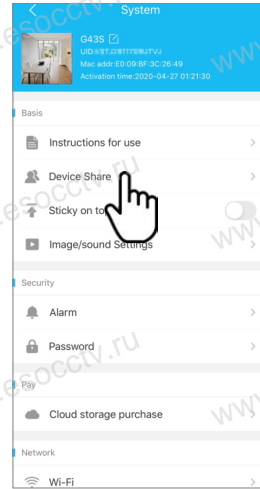 System
G43S
UID
Mac addr:E0:09:BF:3C:26:49
Activation time:2020-04-27 01:21:30
Basis
Instructions for use
Device Share
Sticky on to
Image/sound Settings
Security
Alarm
Password
Pay
Cloud storage purchase
Network
Wi-Fi